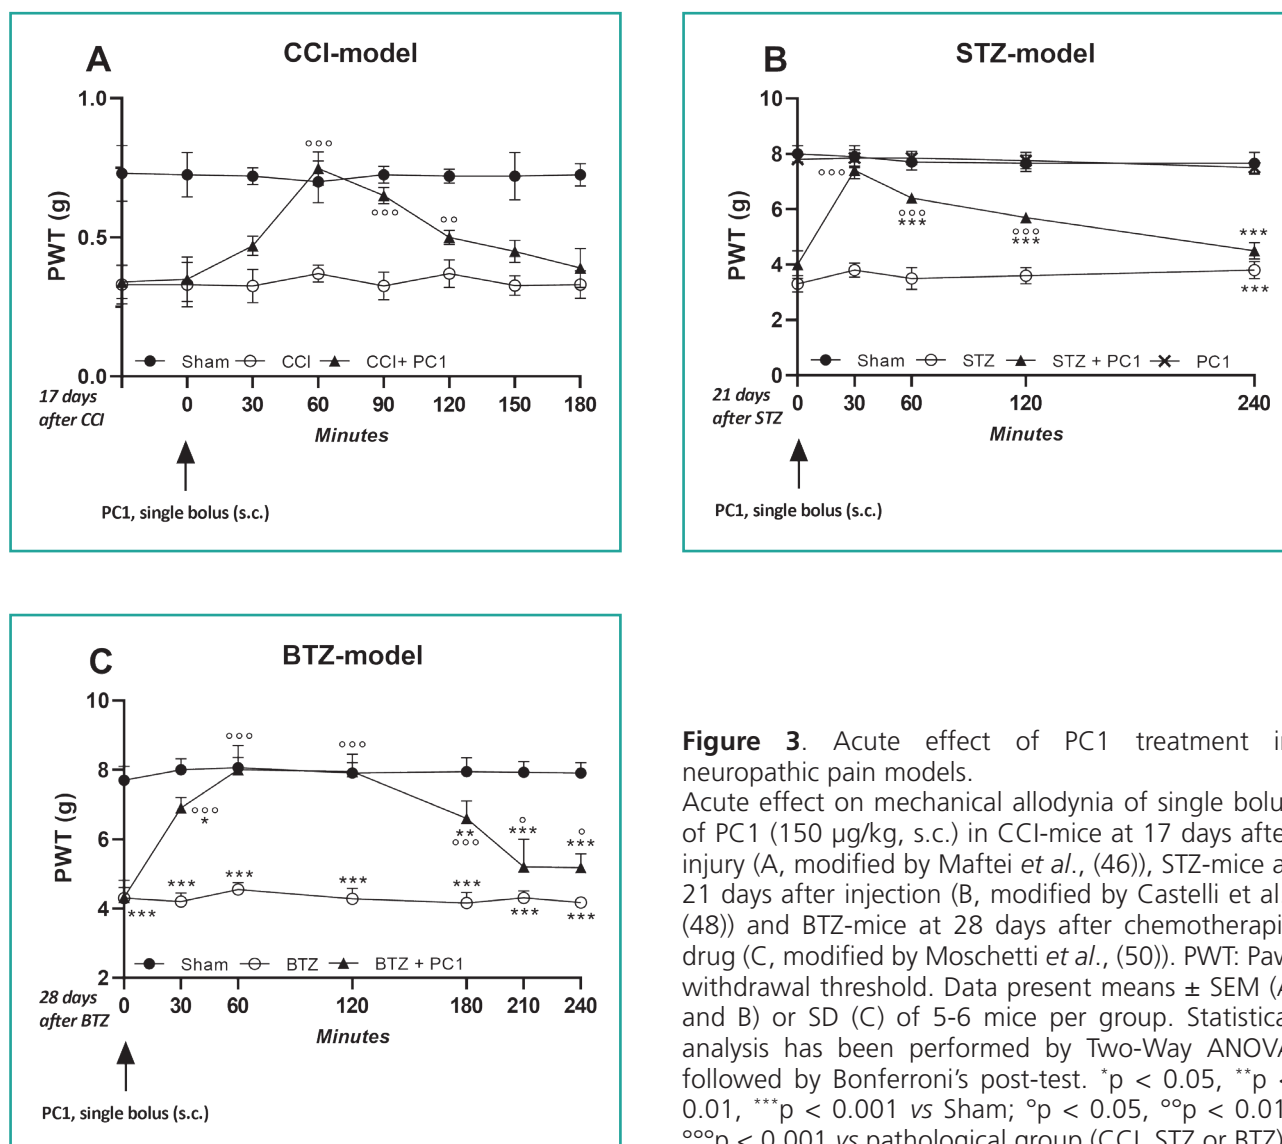 A CCI-model
1.0
0.5
0.0
PWT (g)
°°°
°°°
°°
Sham CCI CCI+ PC1
17 days
after CCI
0 30 60 90 120 150 180
Minutes
PC1, single bolus (s.c.)
B STZ-model
10
8
6
4
2
0
PWT (g)
°°°
°°°
***
°°°
***
***
***
Sham STZ STZ + PC1 PC1
21 days
after STZ
0 30 60 120 240
Minutes
PC1, single bolus (s.c.)
C BTZ-model
10
8
6
4
2
PWT (g)
°°°
°°°
°°°
*
**
°°°
°
***
°
***
***
***
***
***
***
***
***
Sham BTZ BTZ + PC1
28 days
after BTZ
0 30 60 120 180 210 240
Minutes
PC1, single bolus (s.c.)
Figure 3. Acute effect of PC1 treatment
neuropathic pain models.
Acute effect on mechanical allodynia of single
of PC1 (150 µg/kg, s.c.) in CCI-mice at 17 days
injury (A, modified by Maftei et al., (46)), STZ-mice
21 days after injection (B, modified by Castelli et al
(48)) and BTZ-mice at 28 days after
drug (C, modified by Moschetti et al., (50)). PWT:
withdrawal threshold. Data present means ± SEM (A
and B) or SD (C) of 5-6 mice per group.
analysis has been performed by Two-Way ANOVA
followed by Bonferroni’s post-test. *p < 0.05, **p <
0.01, ***p < 0.001 vs Sham; °p < 0.05, °°p < 0.01
°°°p < 0.001 vs pathological group (CCI, STZ or BTZ)